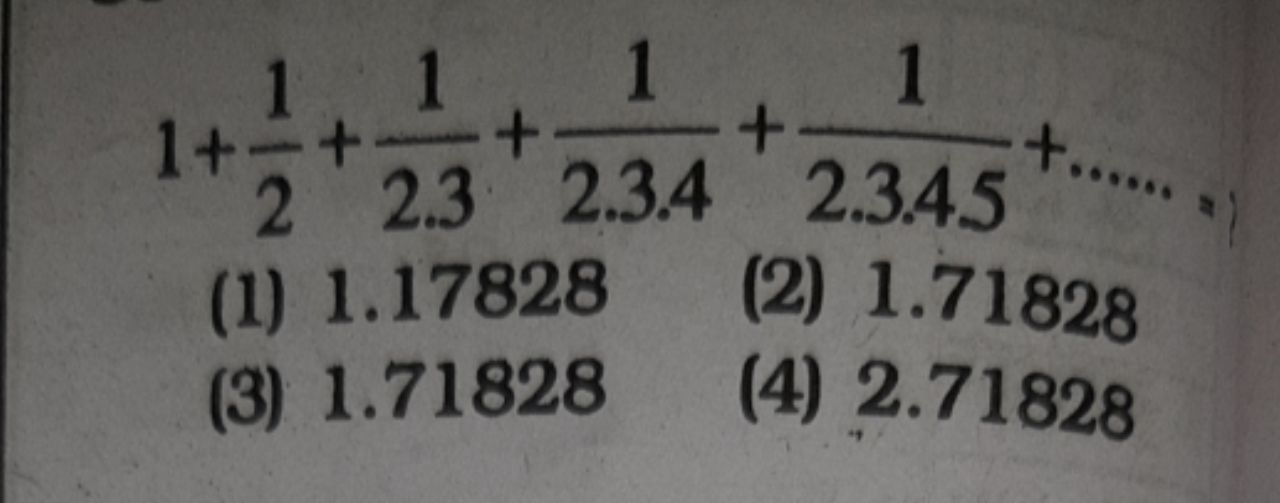 1+ 1/2 + 1/2.3 + 1/2.3.4 + 1/2.3.4.5 +...... = ?
(1) 1.17828 (2) 1.71828
(3) 1.71828 (4) 2.71828